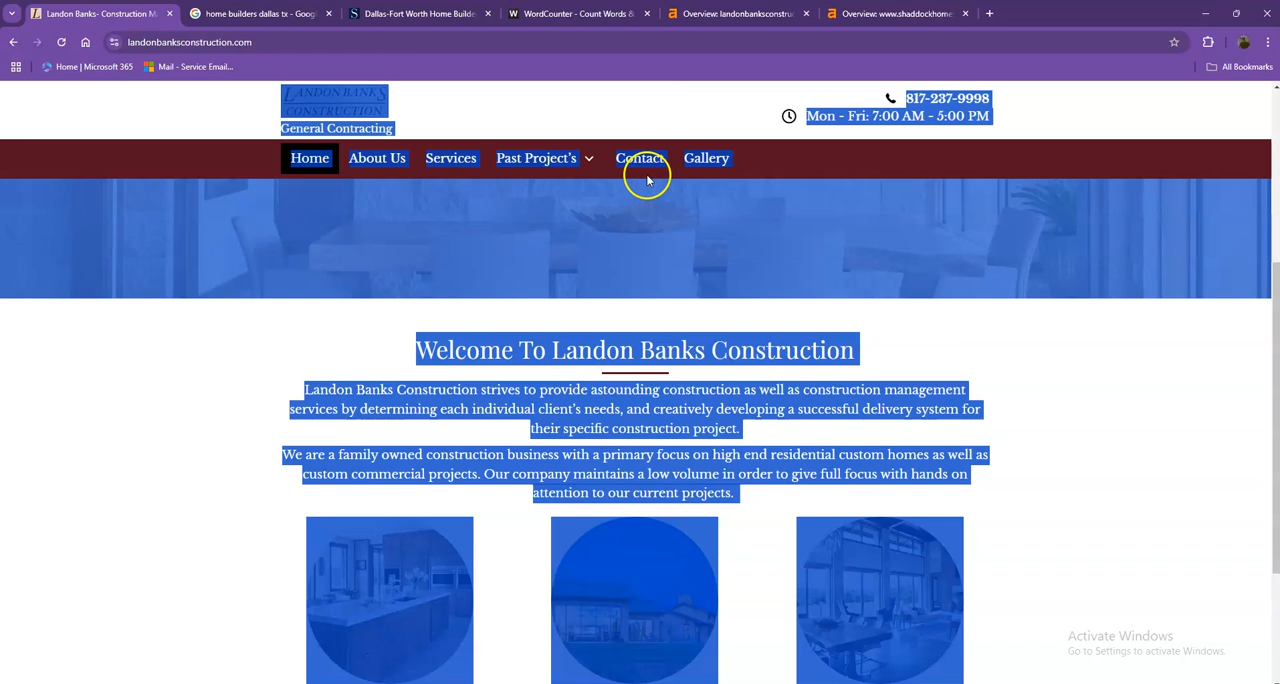 Landon Banks- Construction M
home builders dallas tx - Goog
Dallas-Fort Worth Home Builde
WordCounter - Count Words &
Overview: landonbanksconstruc
Overview: www.shaddockhome
landonbanksconstruction.com
Home | Microsoft 365
Mail - Service Email...
All Bookmarks
LANDON BANKS
CONSTRUCTION
General Contracting
817-237-9998
Mon - Fri: 7:00 AM - 5:00 PM
Home
About Us
Services
Past Project's
Contact
Gallery
Welcome To Landon Banks Construction
Landon Banks Construction strives to provide astounding construction as well as construction management
services by determining each individual client's needs, and creatively developing a successful delivery system for
their specific construction project.
We are a family owned construction business with a primary focus on high end residential custom homes as well as
custom commercial projects. Our company maintains a low volume in order to give full focus with hands on
attention to our current projects.
Activate Windows
Go to Settings to activate Windows.